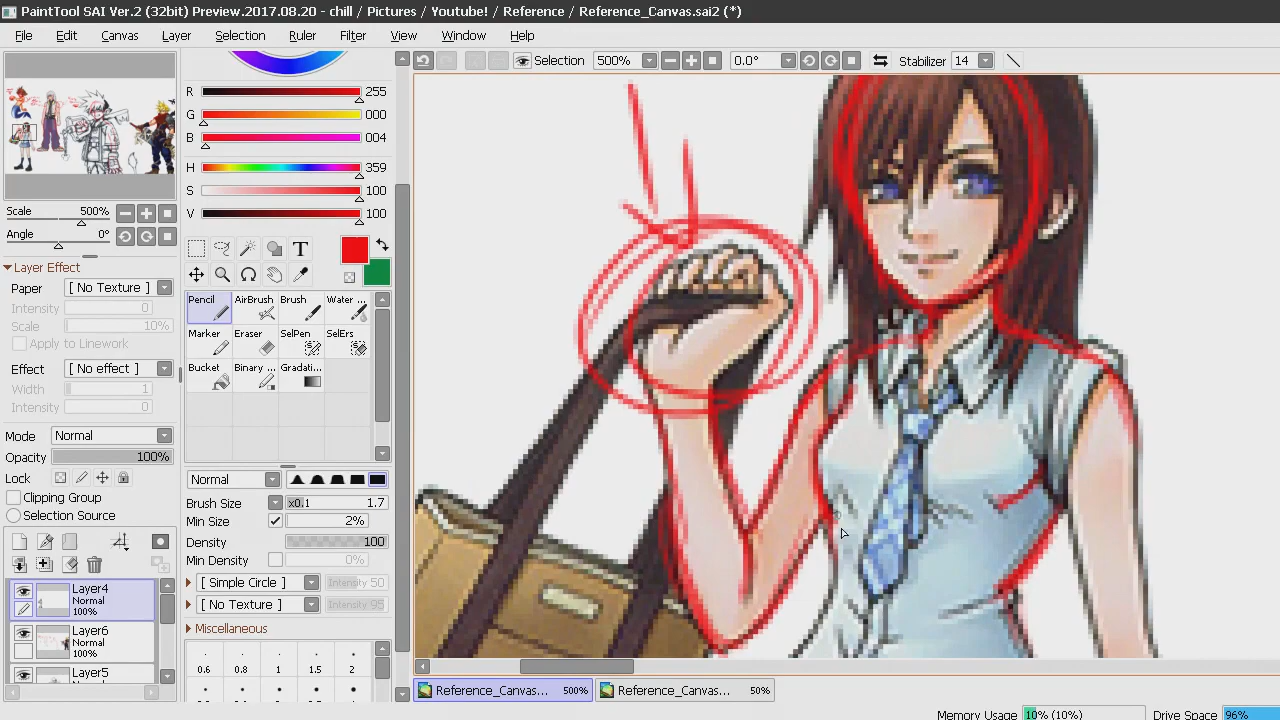 PaintTool SAI Ver.2 (32bit) Preview.2017.08.20 - chill / Pictures / Youtube! / Reference / Reference_Canvas.sai2 (*)
File Edit Canvas Layer Selection Ruler Filter View Window Help
Selection 500% 0.0° Stabilizer 14
R 255
G 000
B 004
H 359
S 100
V 100
Scale 500%
Angle 0°
Layer Effect
Paper [ No Texture ]
Intensity 0
Scale 10%
Apply to Linework
Effect [ No effect ]
Width 1
Intensity 0
Mode Normal
Opacity 100%
Lock
Clipping Group
Selection Source
Layer4
Normal
100%
Layer6
Normal
100%
Layer5
T
Pencil AirBrush Brush Water ...
Marker Eraser SelPen SelErs
Bucket Binary ... Gradati...
Normal
Brush Size x0.1 1.7
Min Size 2%
Density 100
Min Density 0%
[ Simple Circle ] Intensity 50
[ No Texture ] Intensity 95
Miscellaneous
0.6 0.8 1 1.5 2
Reference_Canvas... 500% Reference_Canvas... 50%
Memory Usage 10% (10%) Drive Space 96%